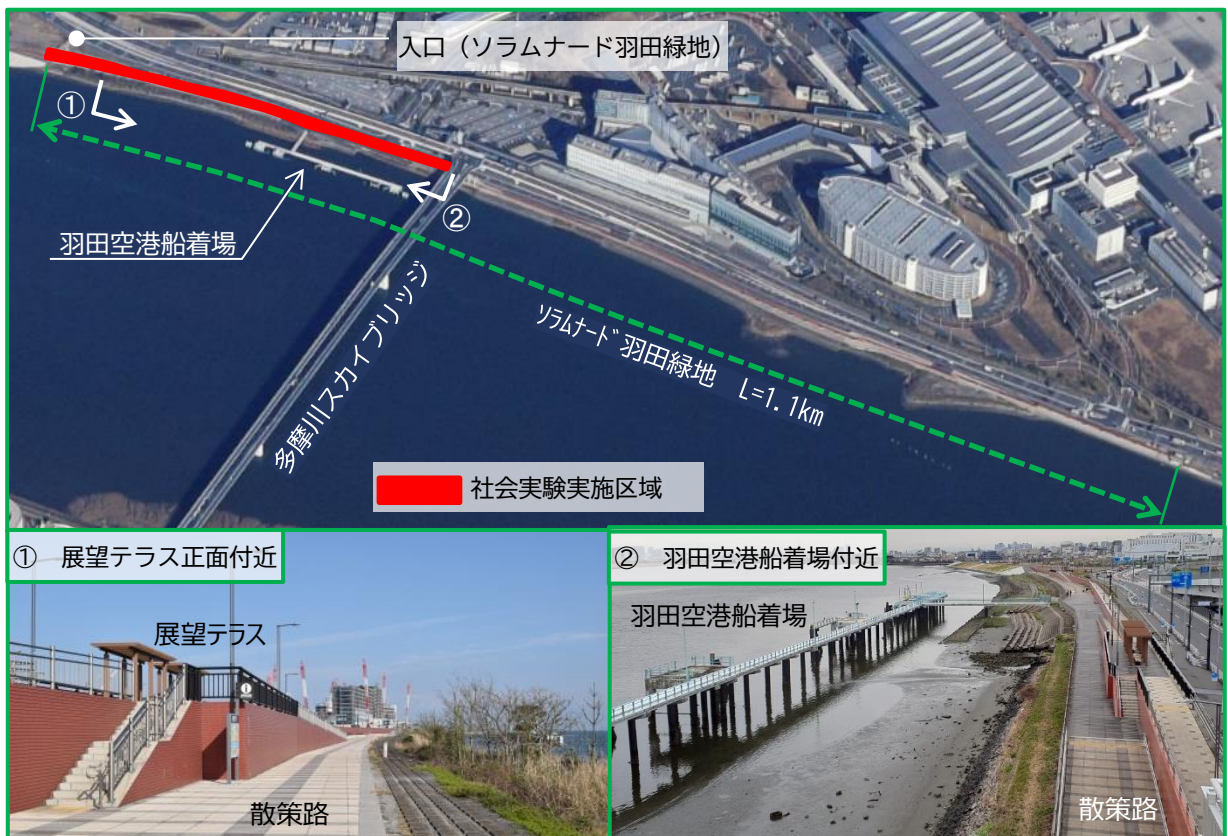 入口（ソラムナード羽田緑地）
①
②
羽田空港船着場
多摩川スカイブリッジ
ソラムナード羽田緑地　L=1.1km
社会実験実施区域
①　展望テラス正面付近
展望テラス
散策路
②　羽田空港船着場付近
羽田空港船着場
散策路